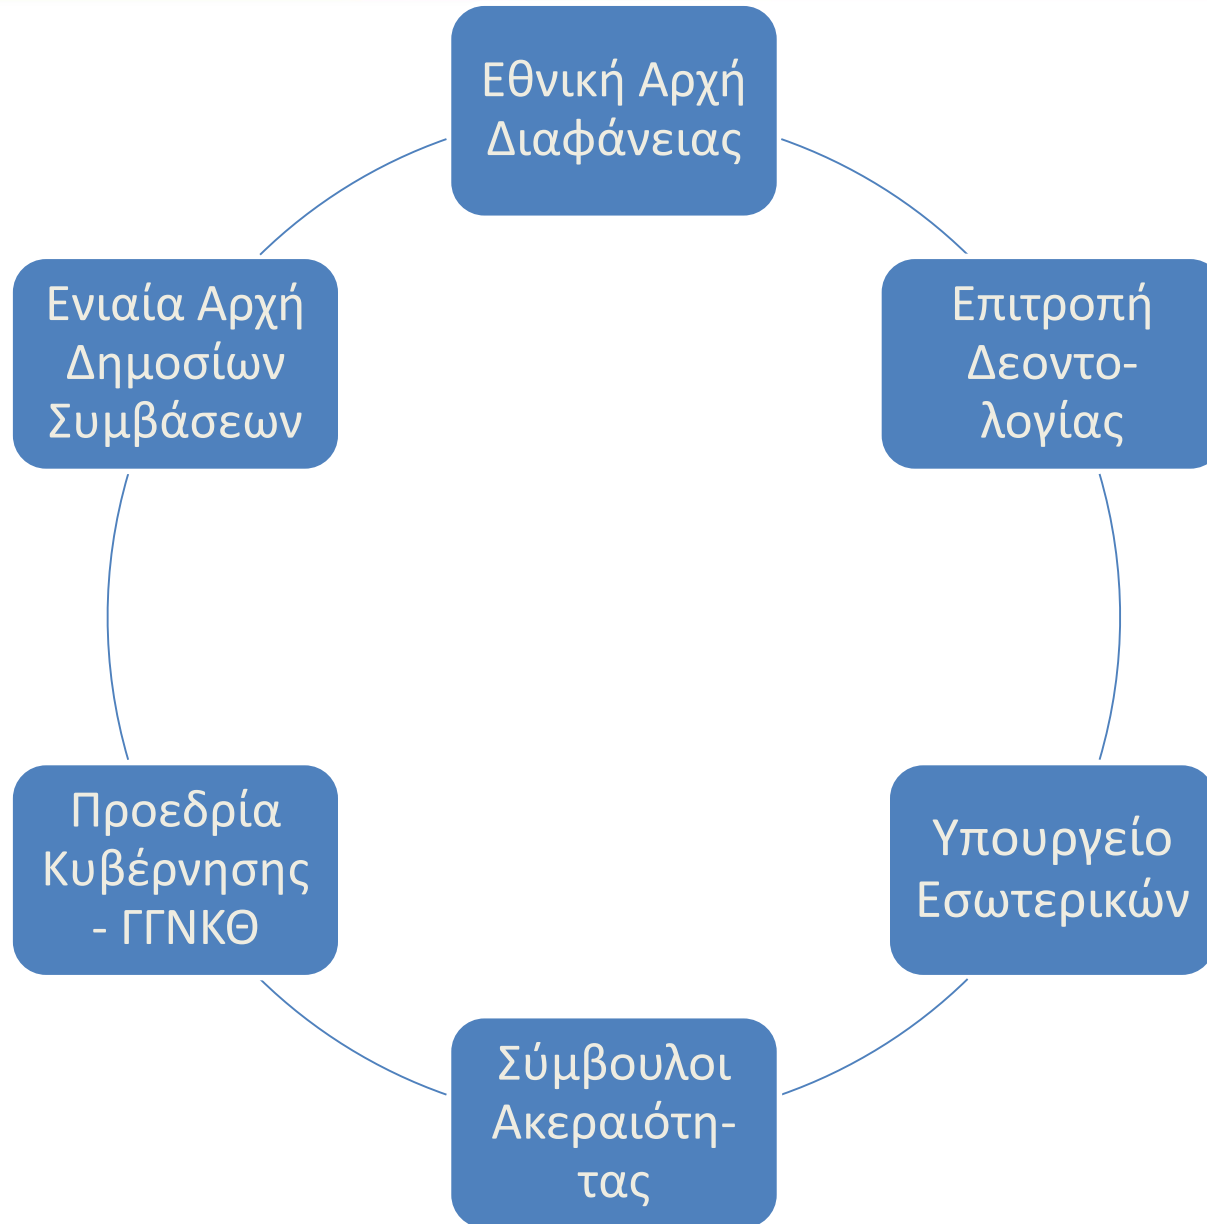 Εθνική Αρχή
Διαφάνειας
Επιτροπή
Δεοντο-
λογίας
Υπουργείο
Εσωτερικών
Σύμβουλοι
Ακεραιότη-
τας
Προεδρία
Κυβέρνησης
- ΓΓΝΚΘ
Ενιαία Αρχή
Δημοσίων
Συμβάσεων